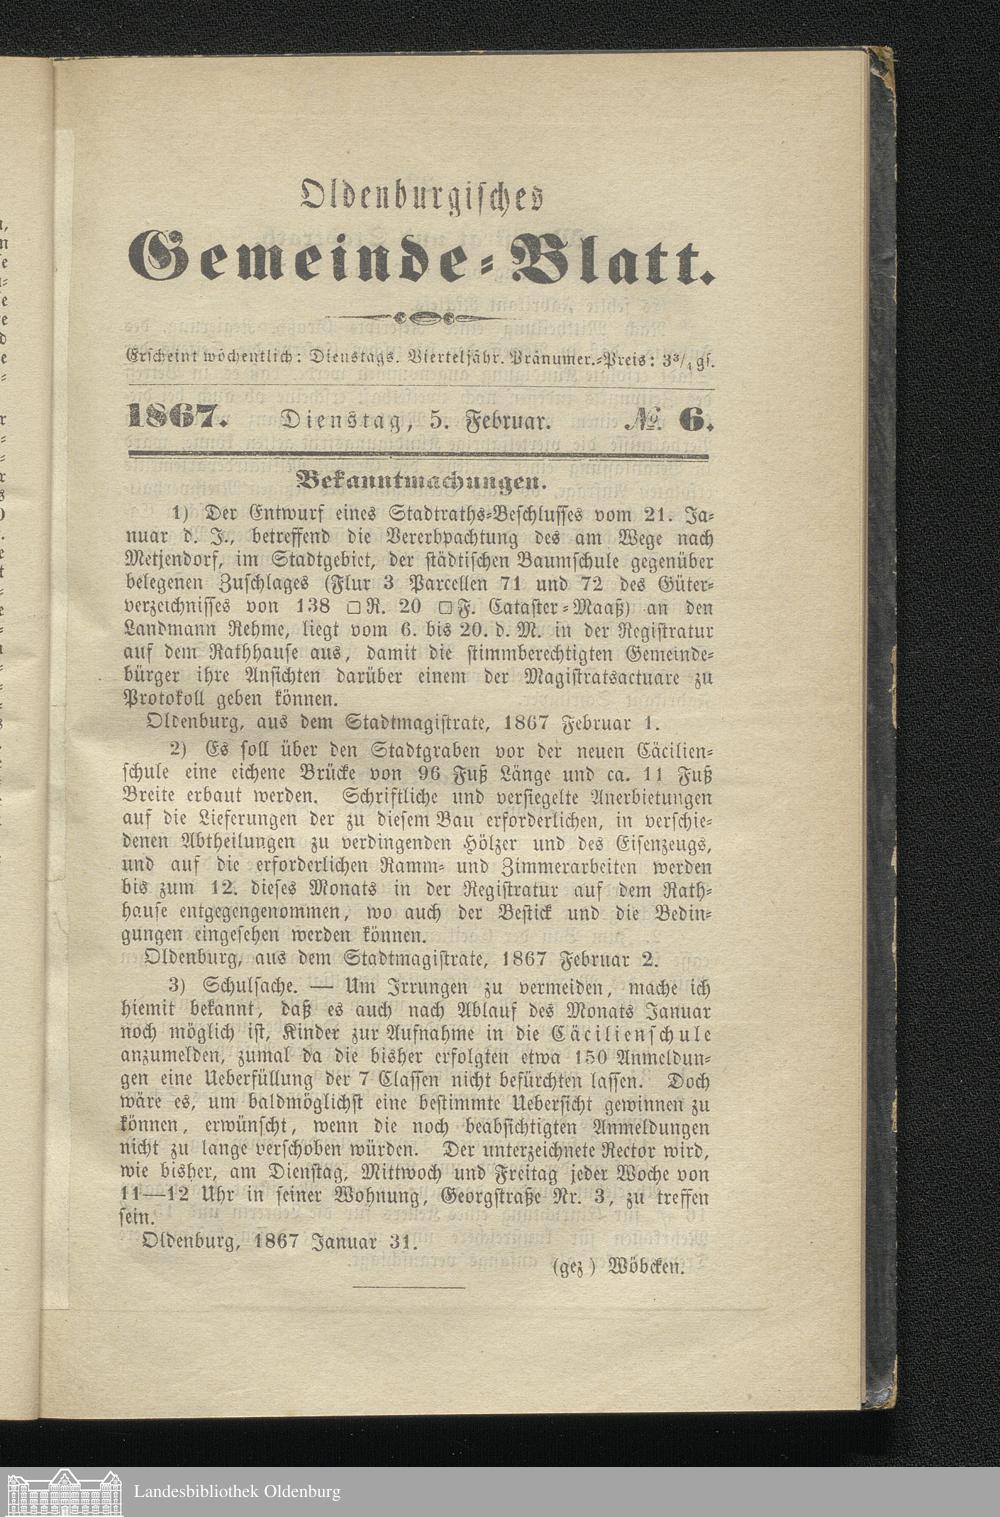 Oldenburgisches
Gemeinde-Blatt.
Erscheint wöchentlich: Dienstags. Vierteljähr. Pränumer.-Preis: 3³/₄ gs.
1867. Dienstag, 5. Februar. № 6.
Bekanntmachungen.
1) Der Entwurf eines Stadtraths-Beschlusses vom 21. Ja-
nuar d. J., betreffend die Vererbpachtung des am Wege nach
Metjendorf, im Stadtgebiet, der städtischen Baumschule gegenüber
belegenen Zuschlages (Flur 3 Parcellen 71 und 72 des Güter-
verzeichnisses von 138 □R. 20 □F. Cataster-Maaß) an den
Landmann Rehme, liegt vom 6. bis 20. d. M. in der Registratur
auf dem Rathhause aus, damit die stimmberechtigten Gemeinde-
bürger ihre Ansichten darüber einem der Magistratsactuare zu
Protokoll geben können.
Oldenburg, aus dem Stadtmagistrate, 1867 Februar 1.
2) Es soll über den Stadtgraben vor der neuen Cäcilien-
schule eine eichene Brücke von 96 Fuß Länge und ca. 11 Fuß
Breite erbaut werden. Schriftliche und versiegelte Anerbietungen
auf die Lieferungen der zu diesem Bau erforderlichen, in verschie-
denen Abtheilungen zu verdingenden Hölzer und des Eisenzeugs,
und auf die erforderlichen Ramm- und Zimmerarbeiten werden
bis zum 12. dieses Monats in der Registratur auf dem Rath-
hause entgegengenommen, wo auch der Bestick und die Bedin-
gungen eingesehen werden können.
Oldenburg, aus dem Stadtmagistrate, 1867 Februar 2.
3) Schulsache. — Um Irrungen zu vermeiden, mache ich
hiemit bekannt, daß es auch nach Ablauf des Monats Januar
noch möglich ist, Kinder zur Aufnahme in die Cäcilienschule
anzumelden, zumal da die bisher erfolgten etwa 150 Anmeldun-
gen eine Ueberfüllung der 7 Classen nicht befürchten lassen. Doch
wäre es, um baldmöglichst eine bestimmte Uebersicht gewinnen zu
können, erwünscht, wenn die noch beabsichtigten Anmeldungen
nicht zu lange verschoben würden. Der unterzeichnete Rector wird,
wie bisher, am Dienstag, Mittwoch und Freitag jeder Woche von
11—12 Uhr in seiner Wohnung, Georgstraße Nr. 3, zu treffen
sein.
Oldenburg, 1867 Januar 31.
(gez) Wöbcken.
Landesbibliothek Oldenburg